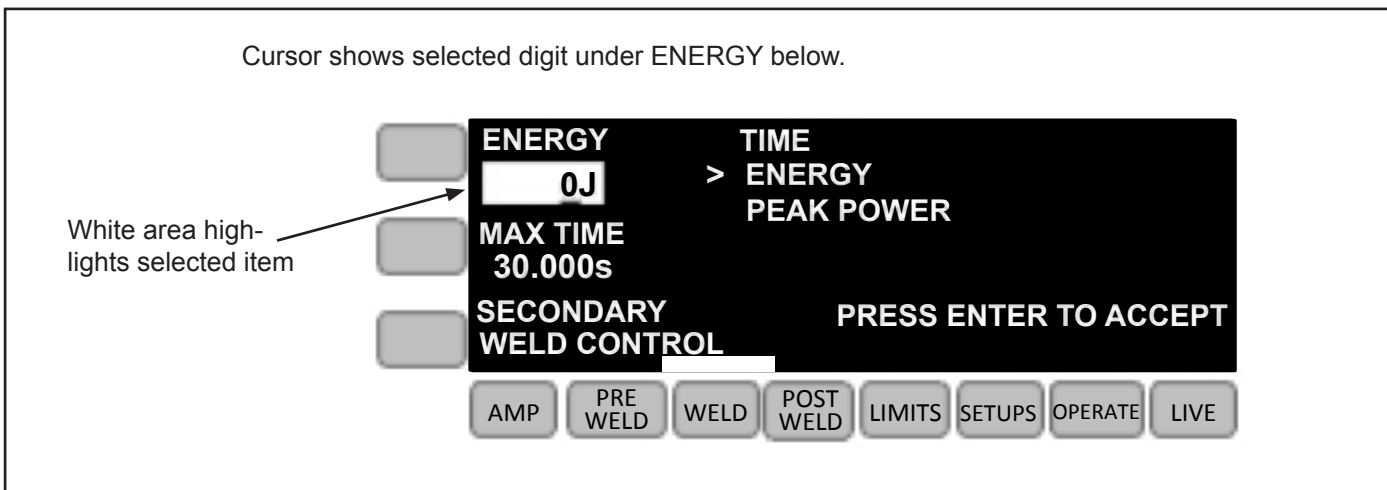 Cursor shows selected digit under ENERGY below.
White area high-
lights selected item
ENERGY
0J
MAX TIME
30.000s
SECONDARY
WELD CONTROL
TIME
> ENERGY
PEAK POWER
PRESS ENTER TO ACCEPT
AMP
PRE
WELD
WELD
POST
WELD
LIMITS
SETUPS
OPERATE
LIVE